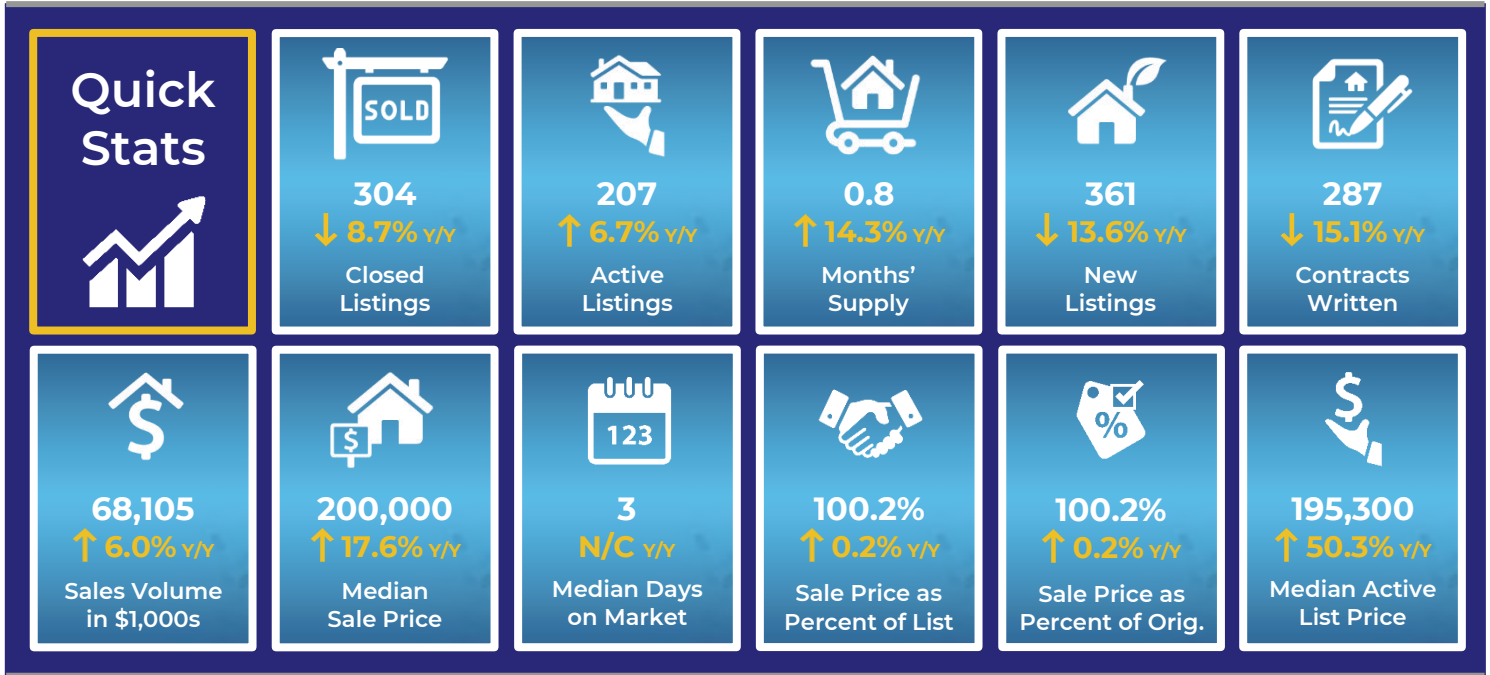 Quick
Stats
SOLD
304
↓ 8.7% Y/Y
Closed
Listings
207
↑ 6.7% Y/Y
Active
Listings
0.8
↑ 14.3% Y/Y
Months’
Supply
361
↓ 13.6% Y/Y
New
Listings
287
↓ 15.1% Y/Y
Contracts
Written
$
68,105
↑ 6.0% Y/Y
Sales Volume
in $1,000s
$
200,000
↑ 17.6% Y/Y
Median
Sale Price
123
3
N/C Y/Y
Median Days
on Market
100.2%
↑ 0.2% Y/Y
Sale Price as
Percent of List
%
100.2%
↑ 0.2% Y/Y
Sale Price as
Percent of Orig.
$
195,300
↑ 50.3% Y/Y
Median Active
List Price